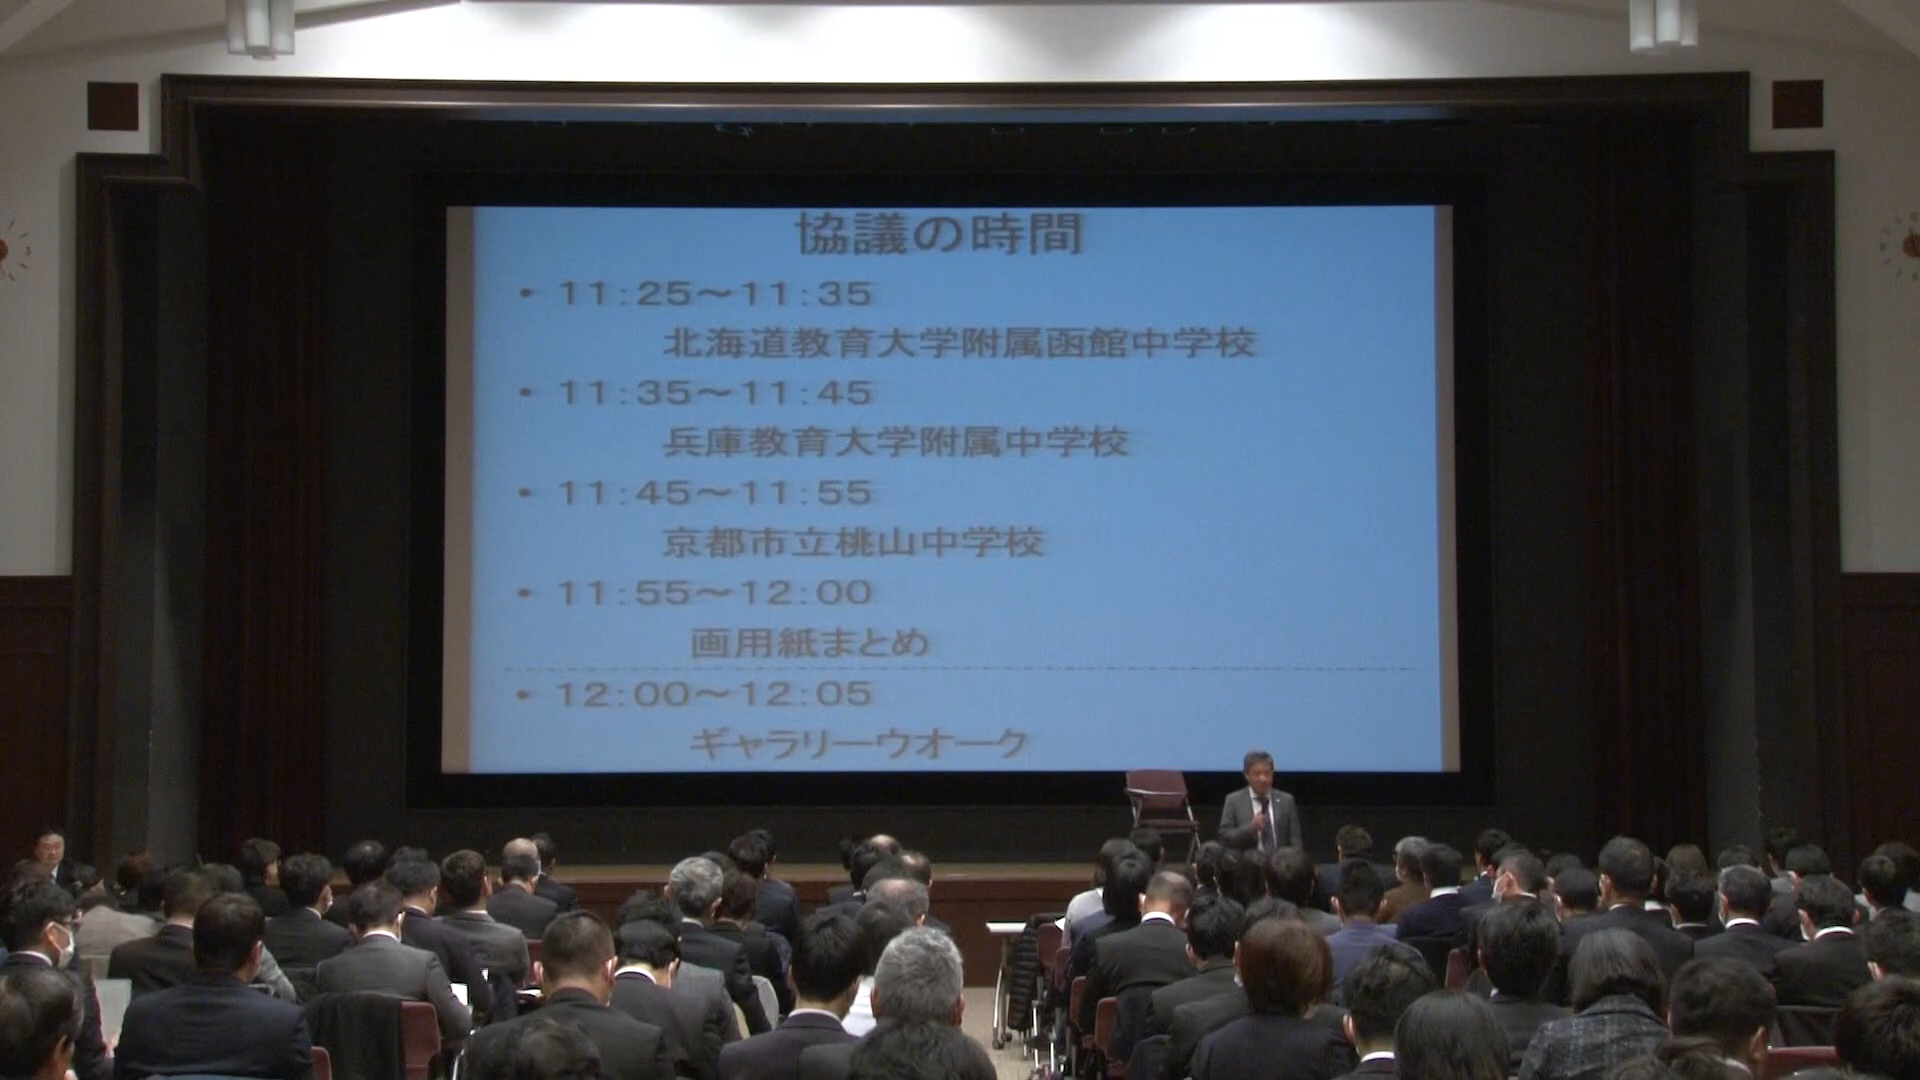 協議の時間
• 11:25～11:35
北海道教育大学附属函館中学校
• 11:35～11:45
兵庫教育大学附属中学校
• 11:45～11:55
京都市立桃山中学校
• 11:55～12:00
画用紙まとめ
• 12:00～12:05
ギャラリーウオーク